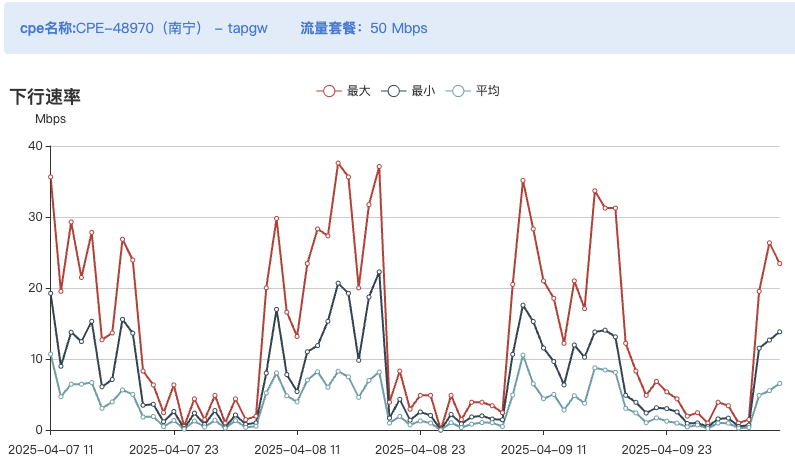 cpe名称:CPE-48970（南宁） - tapgw 流量套餐：50 Mbps
下行速率
最大 最小 平均
Mbps
40
30
20
10
0
2025-04-07 11 2025-04-07 23 2025-04-08 11 2025-04-08 23 2025-04-09 11 2025-04-09 23